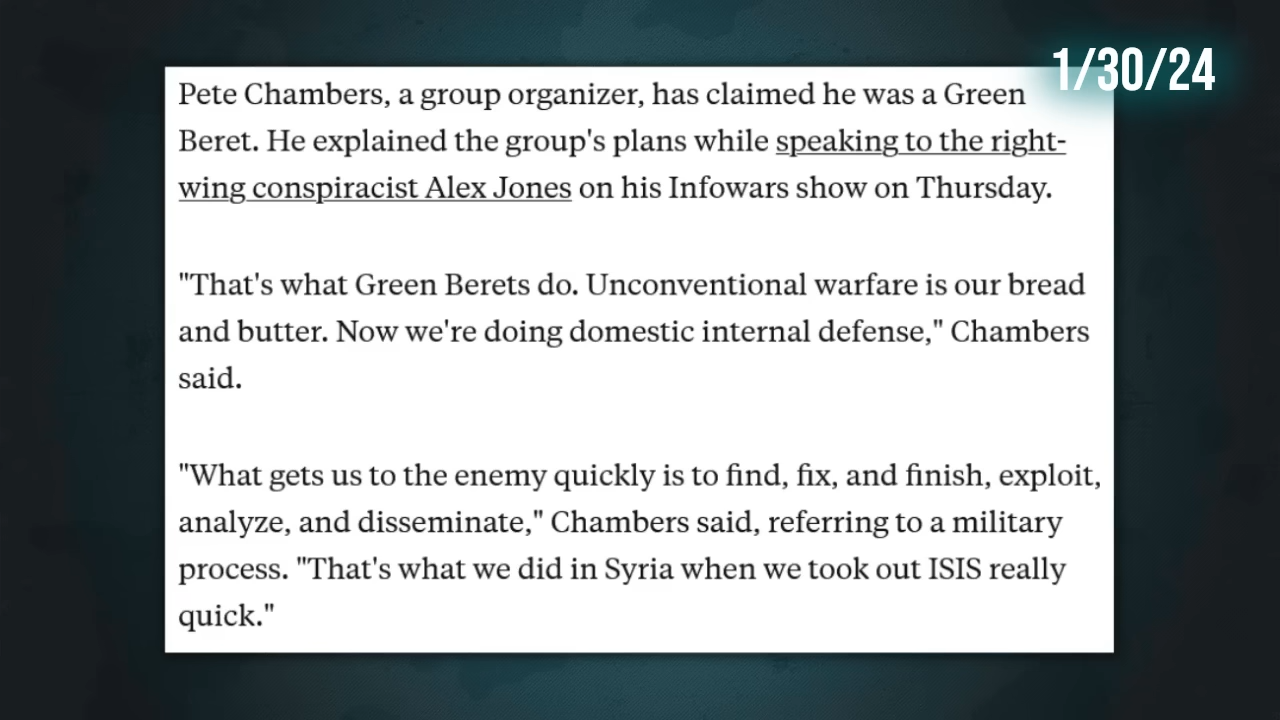 1/30/24
Pete Chambers, a group organizer, has claimed he was a Green
Beret. He explained the group's plans while speaking to the right-
wing conspiracist Alex Jones on his Infowars show on Thursday.
"That's what Green Berets do. Unconventional warfare is our bread
and butter. Now we're doing domestic internal defense," Chambers
said.
"What gets us to the enemy quickly is to find, fix, and finish, exploit,
analyze, and disseminate," Chambers said, referring to a military
process. "That's what we did in Syria when we took out ISIS really
quick."